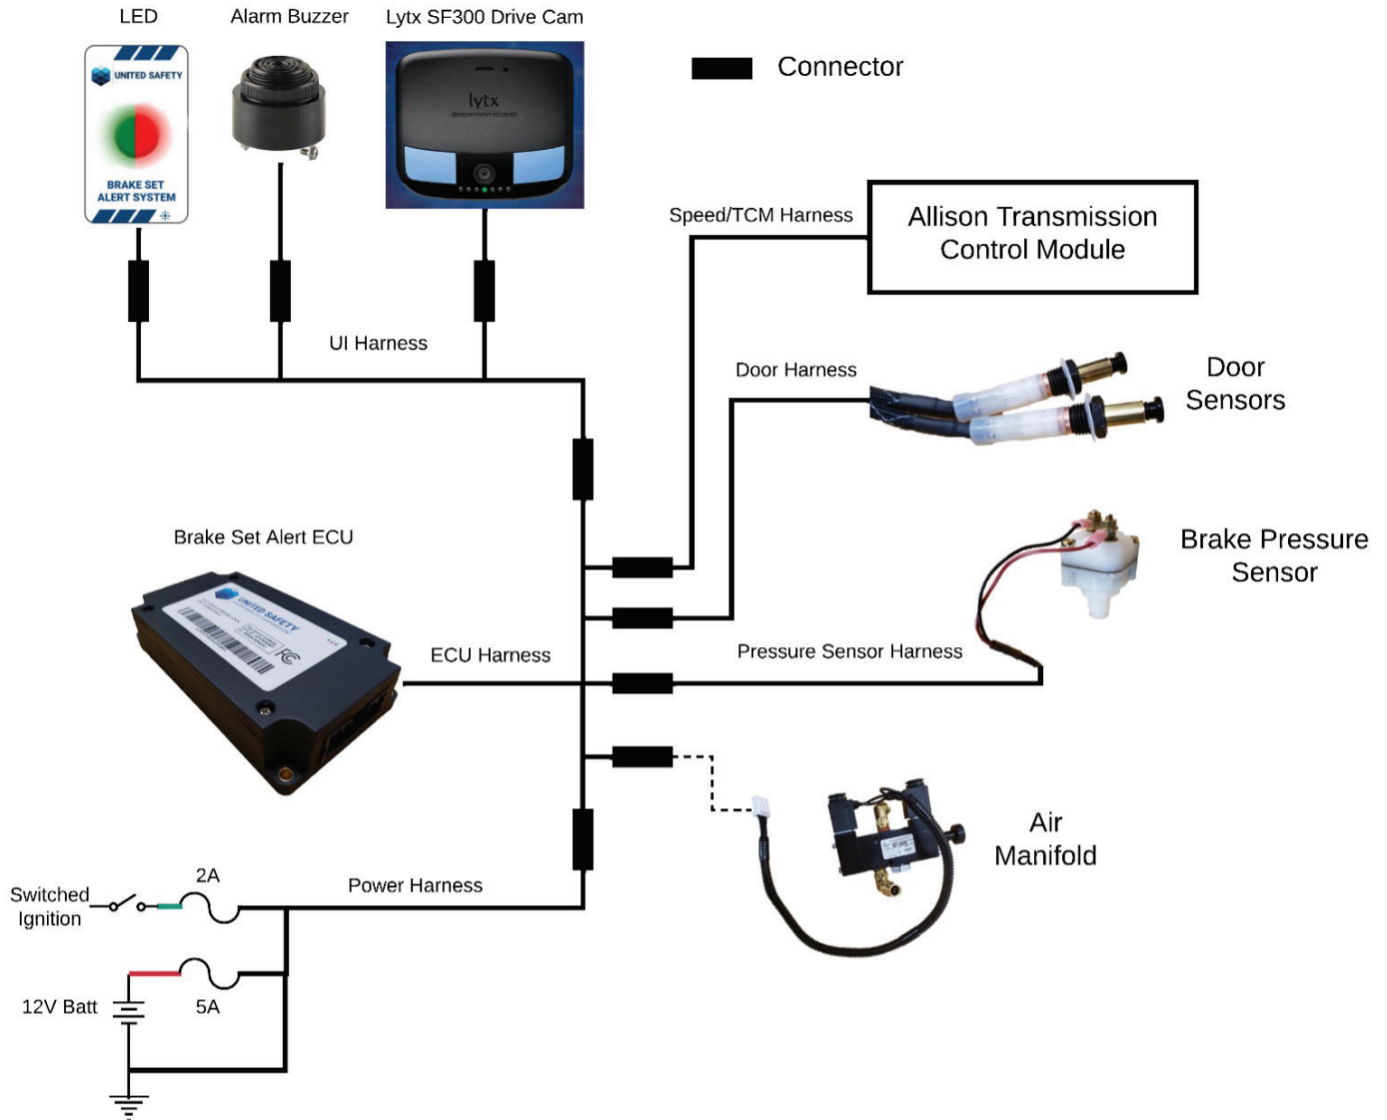 LED
Alarm Buzzer
Lytx SF300 Drive Cam
UNITED SAFETY
BRAKE SET
ALERT SYSTEM
lytx
Connector
Speed/TCM Harness
Allison Transmission
Control Module
UI Harness
Door Harness
Door
Sensors
Brake Set Alert ECU
UNITED SAFETY
FC
Brake Pressure
Sensor
ECU Harness
Pressure Sensor Harness
Air
Manifold
2A
Power Harness
Switched
Ignition
12V Batt
5A